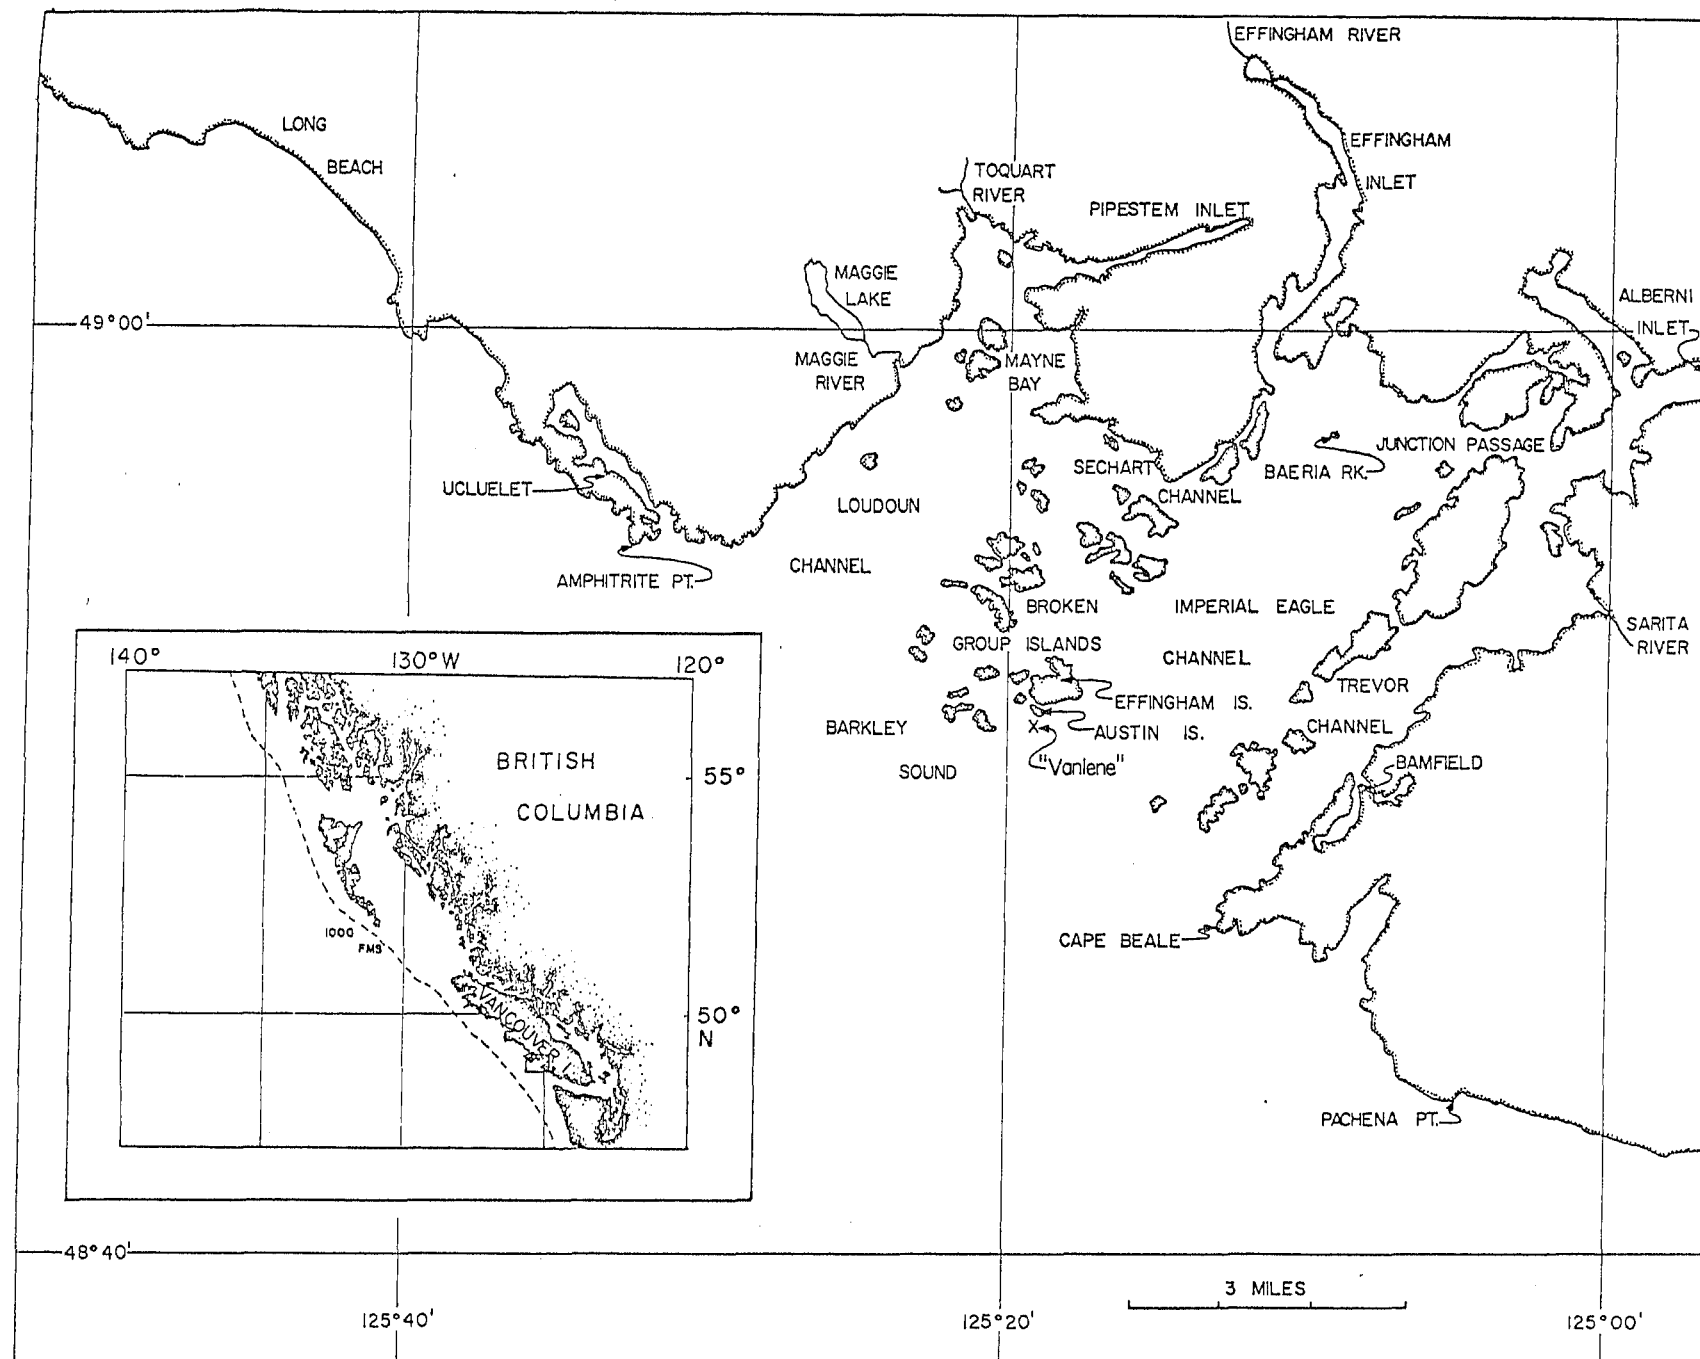 EFFINGHAM RIVER
LONG
BEACH
EFFINGHAM
INLET
TOQUART
RIVER
PIPESTEM INLET
MAGGIE
LAKE
ALBERNI
INLET
49°00'
MAGGIE
RIVER
MAYNE
BAY
JUNCTION PASSAGE
SECHART
CHANNEL
BAERIA RK.
UCLUELET
LOUDOUN
CHANNEL
AMPHITRITE PT.
BROKEN
GROUP ISLANDS
IMPERIAL EAGLE
CHANNEL
SARITA
RIVER
TREVOR
CHANNEL
EFFINGHAM IS.
AUSTIN IS.
"Vanlene"
BARKLEY
SOUND
BAMFIELD
CAPE BEALE
PACHENA PT.
140°
130°W
120°
BRITISH
COLUMBIA
55°
1000
FMS
VANCOUVER I.
50°
N
48°40'
3 MILES
125°40'
125°20'
125°00'